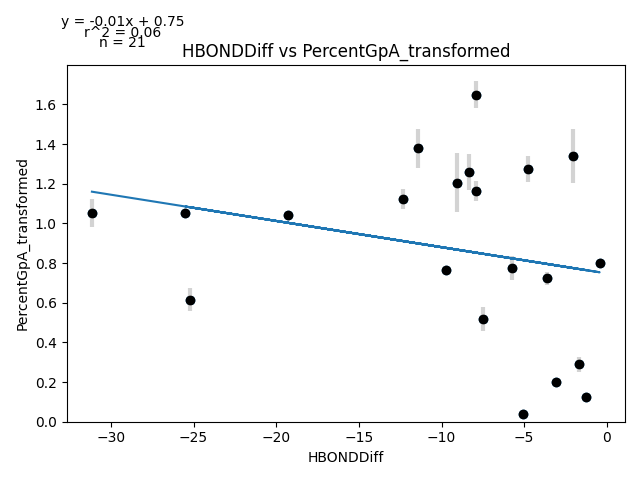 y = -0.01x + 0.75
r^2 = 0.06
n = 21
HBONDDiff vs PercentGpA_transformed
PercentGpA_transformed
1.6
1.4
1.2
1.0
0.8
0.6
0.4
0.2
0.0
−30 −25 −20 −15 −10 −5 0
HBONDDiff